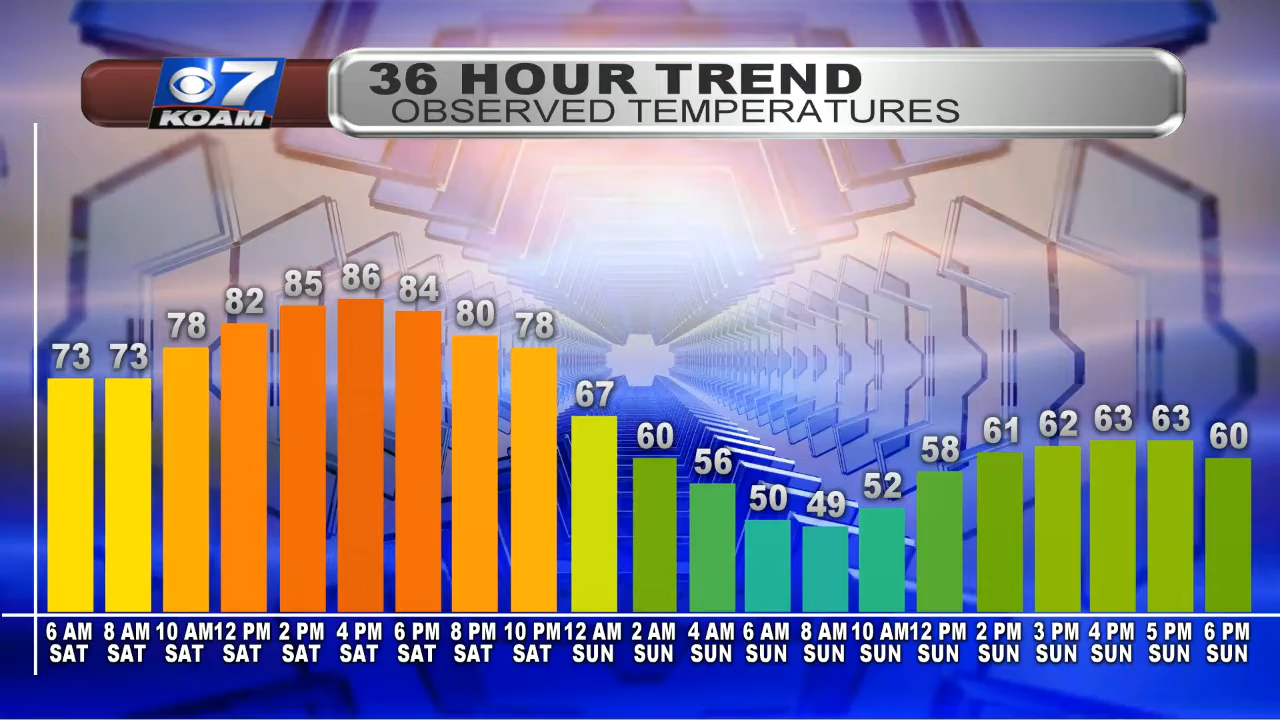 7
KOAM
36 HOUR TREND
OBSERVED TEMPERATURES
73 73 78 82 85 86 84 80 78 67 60 56 50 49 52 58 61 62 63 63 60
6 AM 8 AM 10 AM 12 PM 2 PM 4 PM 6 PM 8 PM 10 PM 12 AM 2 AM 4 AM 6 AM 8 AM 10 AM 12 PM 2 PM 3 PM 4 PM 5 PM 6 PM
SAT SAT SAT SAT SAT SAT SAT SAT SAT SUN SUN SUN SUN SUN SUN SUN SUN SUN SUN SUN SUN